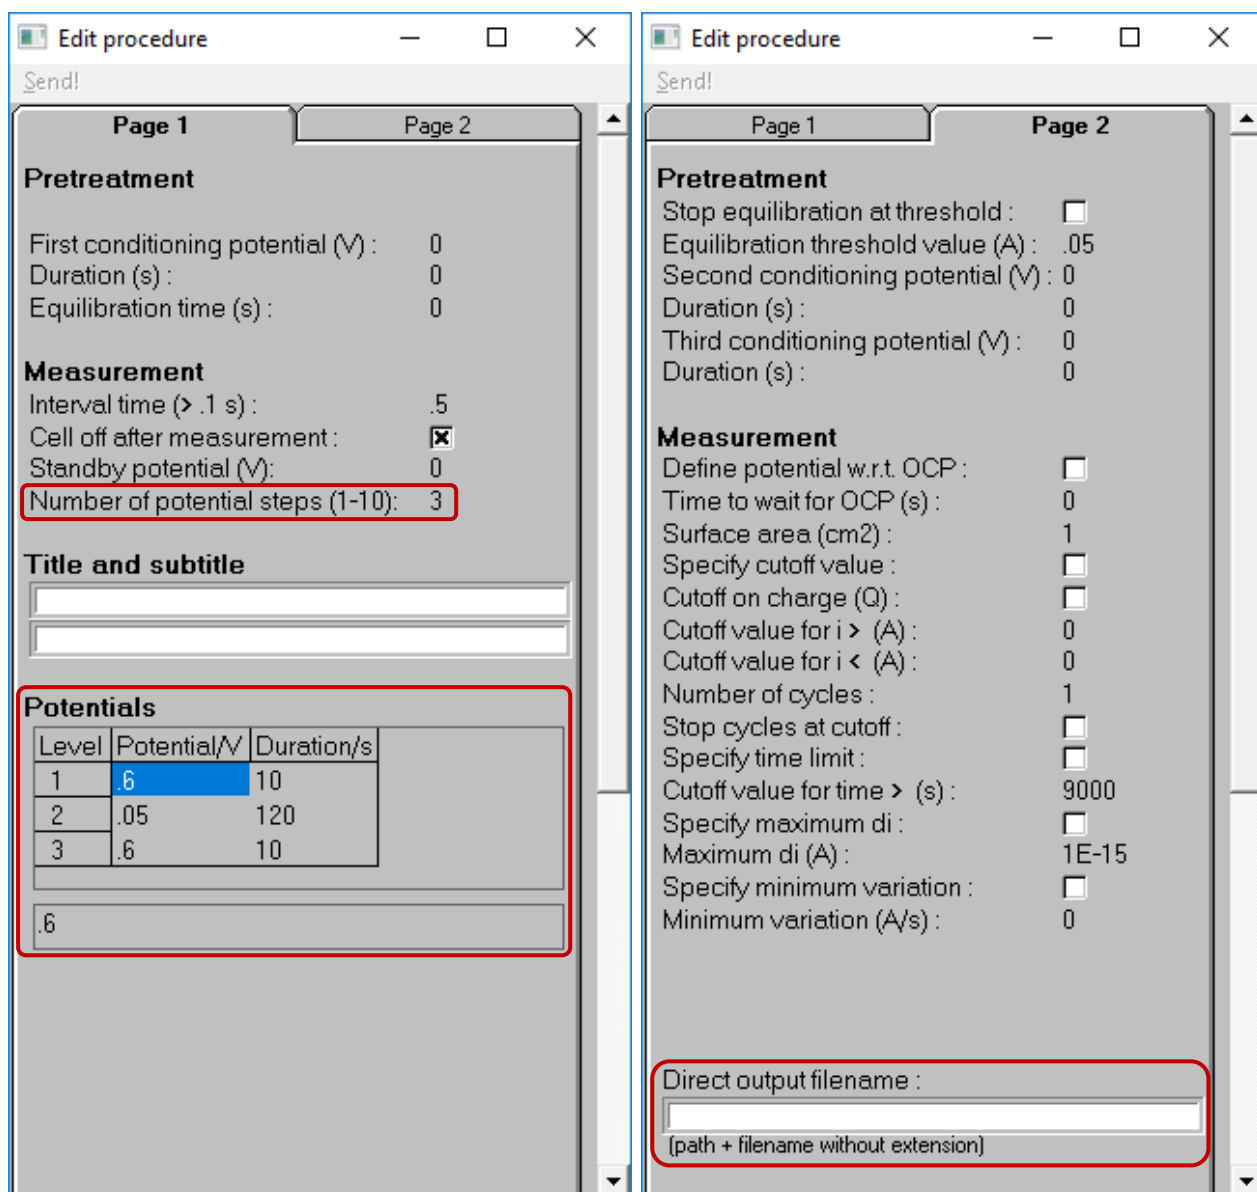 Edit procedure
Send!
Page 1 Page 2
Pretreatment
First conditioning potential (V) : 0
Duration (s) : 0
Equilibration time (s) : 0
Measurement
Interval time (> .1 s) : .5
Cell off after measurement :
Standby potential (V): 0
Number of potential steps (1-10): 3
Title and subtitle
Potentials
Level Potential/V Duration/s
1 .6 10
2 .05 120
3 .6 10
.6
Edit procedure
Send!
Page 1 Page 2
Pretreatment
Stop equilibration at threshold :
Equilibration threshold value (A) : .05
Second conditioning potential (V) : 0
Duration (s) : 0
Third conditioning potential (V) : 0
Duration (s) : 0
Measurement
Define potential w.r.t. OCP :
Time to wait for OCP (s) : 0
Surface area (cm2) : 1
Specify cutoff value :
Cutoff on charge (Q) :
Cutoff value for i > (A) : 0
Cutoff value for i < (A) : 0
Number of cycles : 1
Stop cycles at cutoff :
Specify time limit :
Cutoff value for time > (s) : 9000
Specify maximum di :
Maximum di (A) : 1E-15
Specify minimum variation :
Minimum variation (A/s) : 0
Direct output filename :
(path + filename without extension)